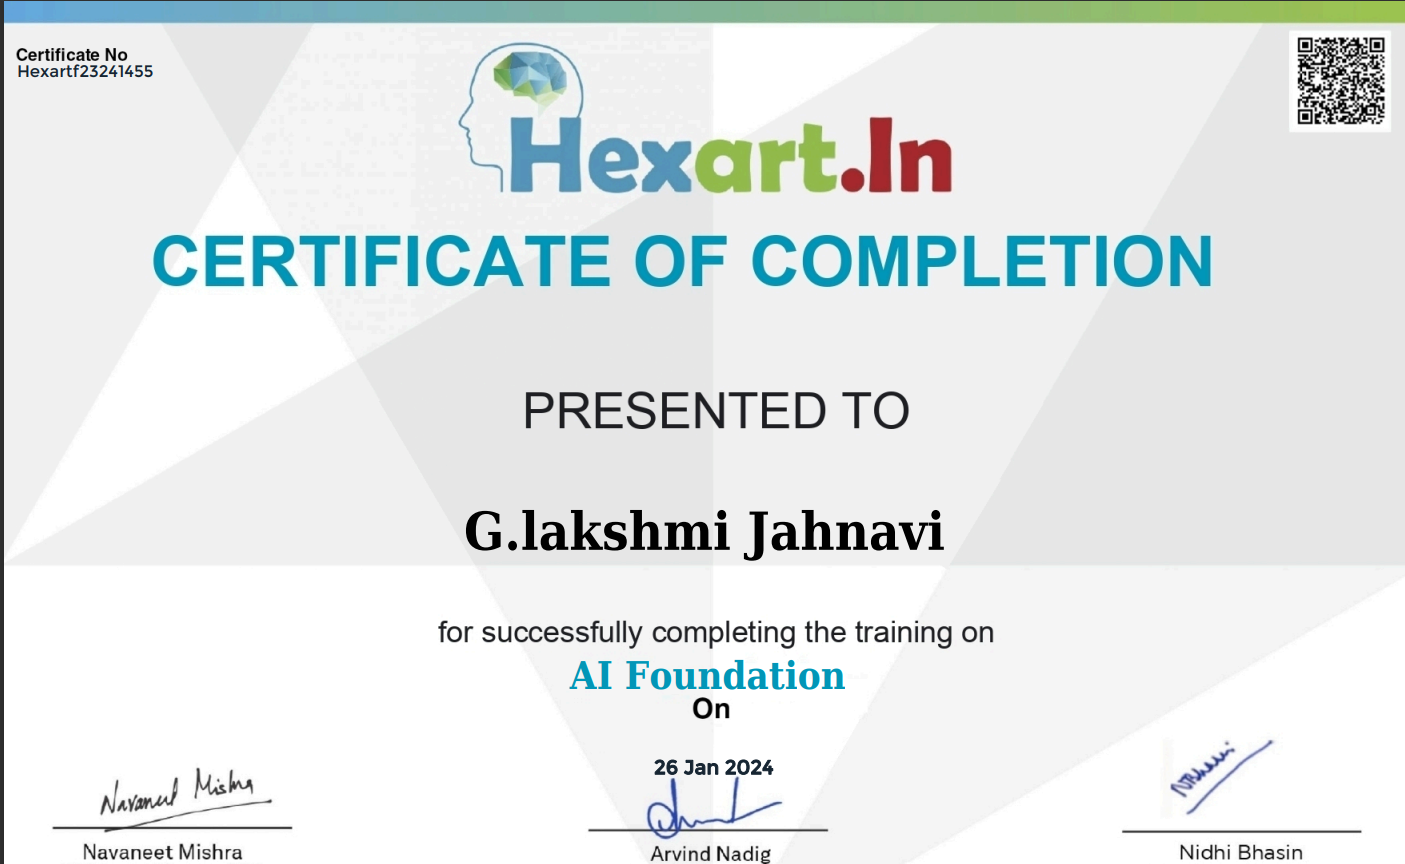 Certificate No
Hexartf23241455
Hexart.In
CERTIFICATE OF COMPLETION
PRESENTED TO
G.lakshmi Jahnavi
for successfully completing the training on
AI Foundation
On
26 Jan 2024
Navaneet Mishra
Navaneet Mishra
Arvind Nadig
Nidhi Bhasin